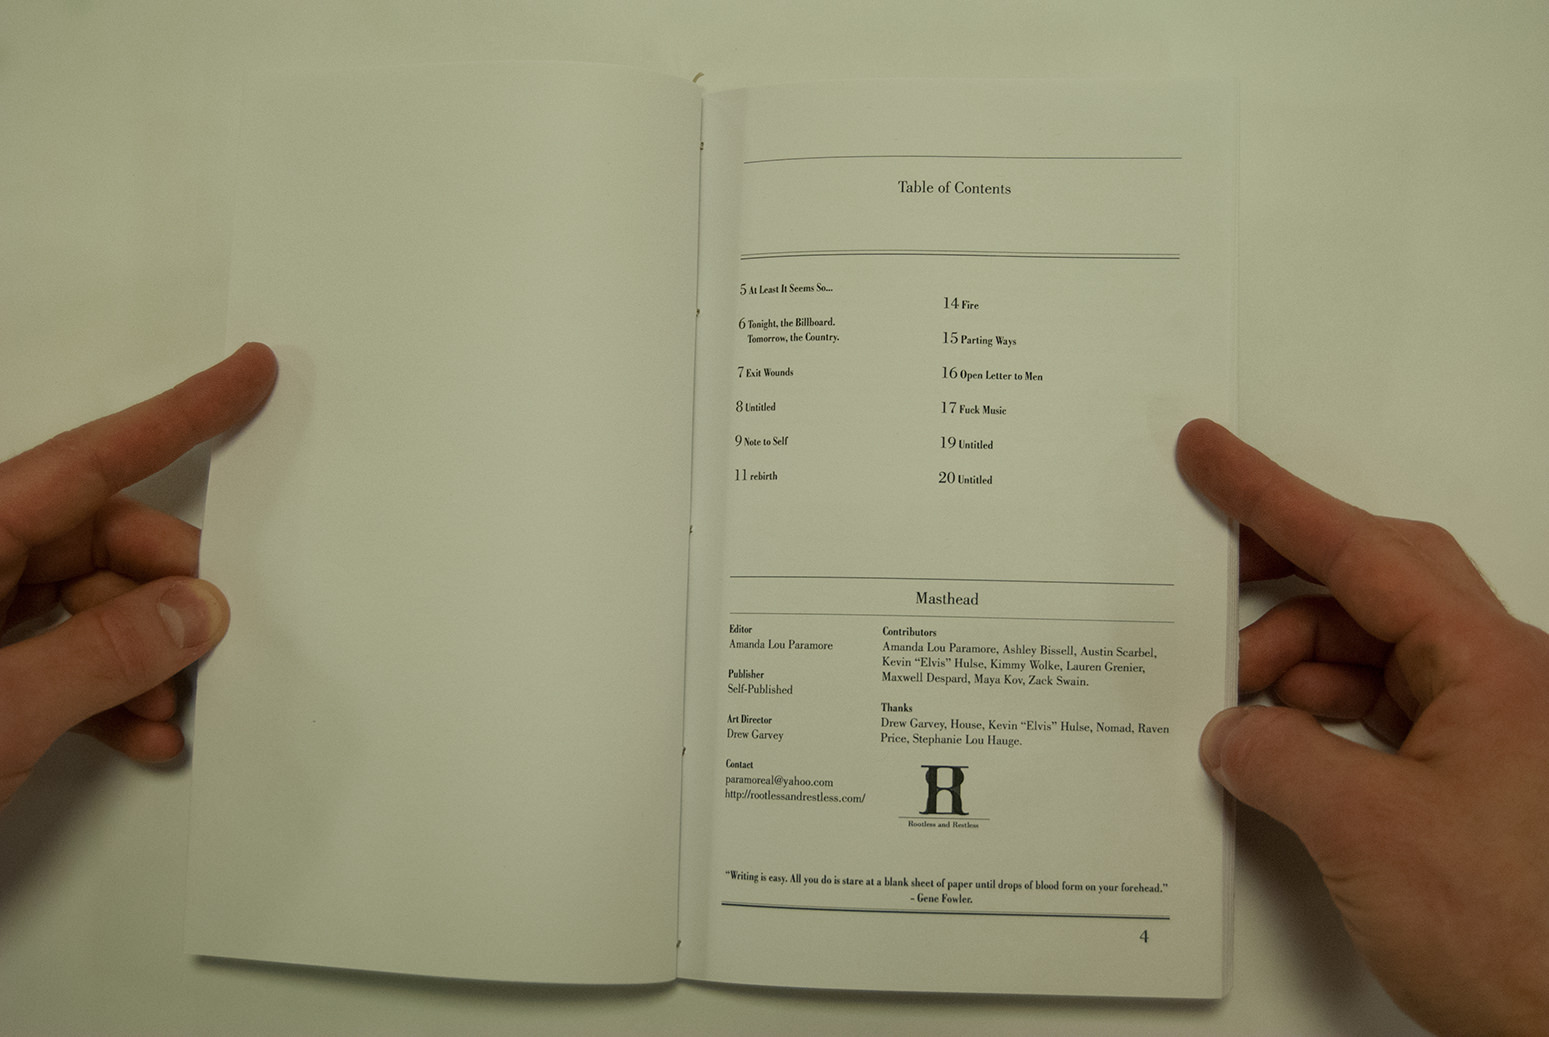 Table of Contents
5 At Least It Seems So...
6 Tonight, the Billboard.
Tomorrow, the Country.
7 Exit Wounds
8 Untitled
9 Note to Self
11 rebirth
14 Fire
15 Parting Ways
16 Open Letter to Men
17 Fuck Music
19 Untitled
20 Untitled
Masthead
Editor
Amanda Lou Paramore
Publisher
Self-Published
Art Director
Drew Garvey
Contact
paramoreal@yahoo.com
http://rootlessandrestless.com/
Contributors
Amanda Lou Paramore, Ashley Bissell, Austin Scarbel,
Kevin “Elvis” Hulse, Kimmy Wolke, Lauren Grenier,
Maxwell Despard, Maya Kov, Zack Swain.
Thanks
Drew Garvey, House, Kevin “Elvis” Hulse, Nomad, Raven
Price, Stephanie Lou Hauge.
R
Rootless and Restless
“Writing is easy. All you do is stare at a blank sheet of paper until drops of blood form on your forehead.”
- Gene Fowler.
4